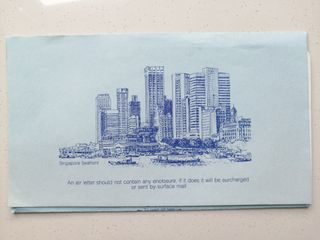 Singapore Seafront
An air letter should not contain any enclosure, if it does it will be surcharged
or sent by surface mail